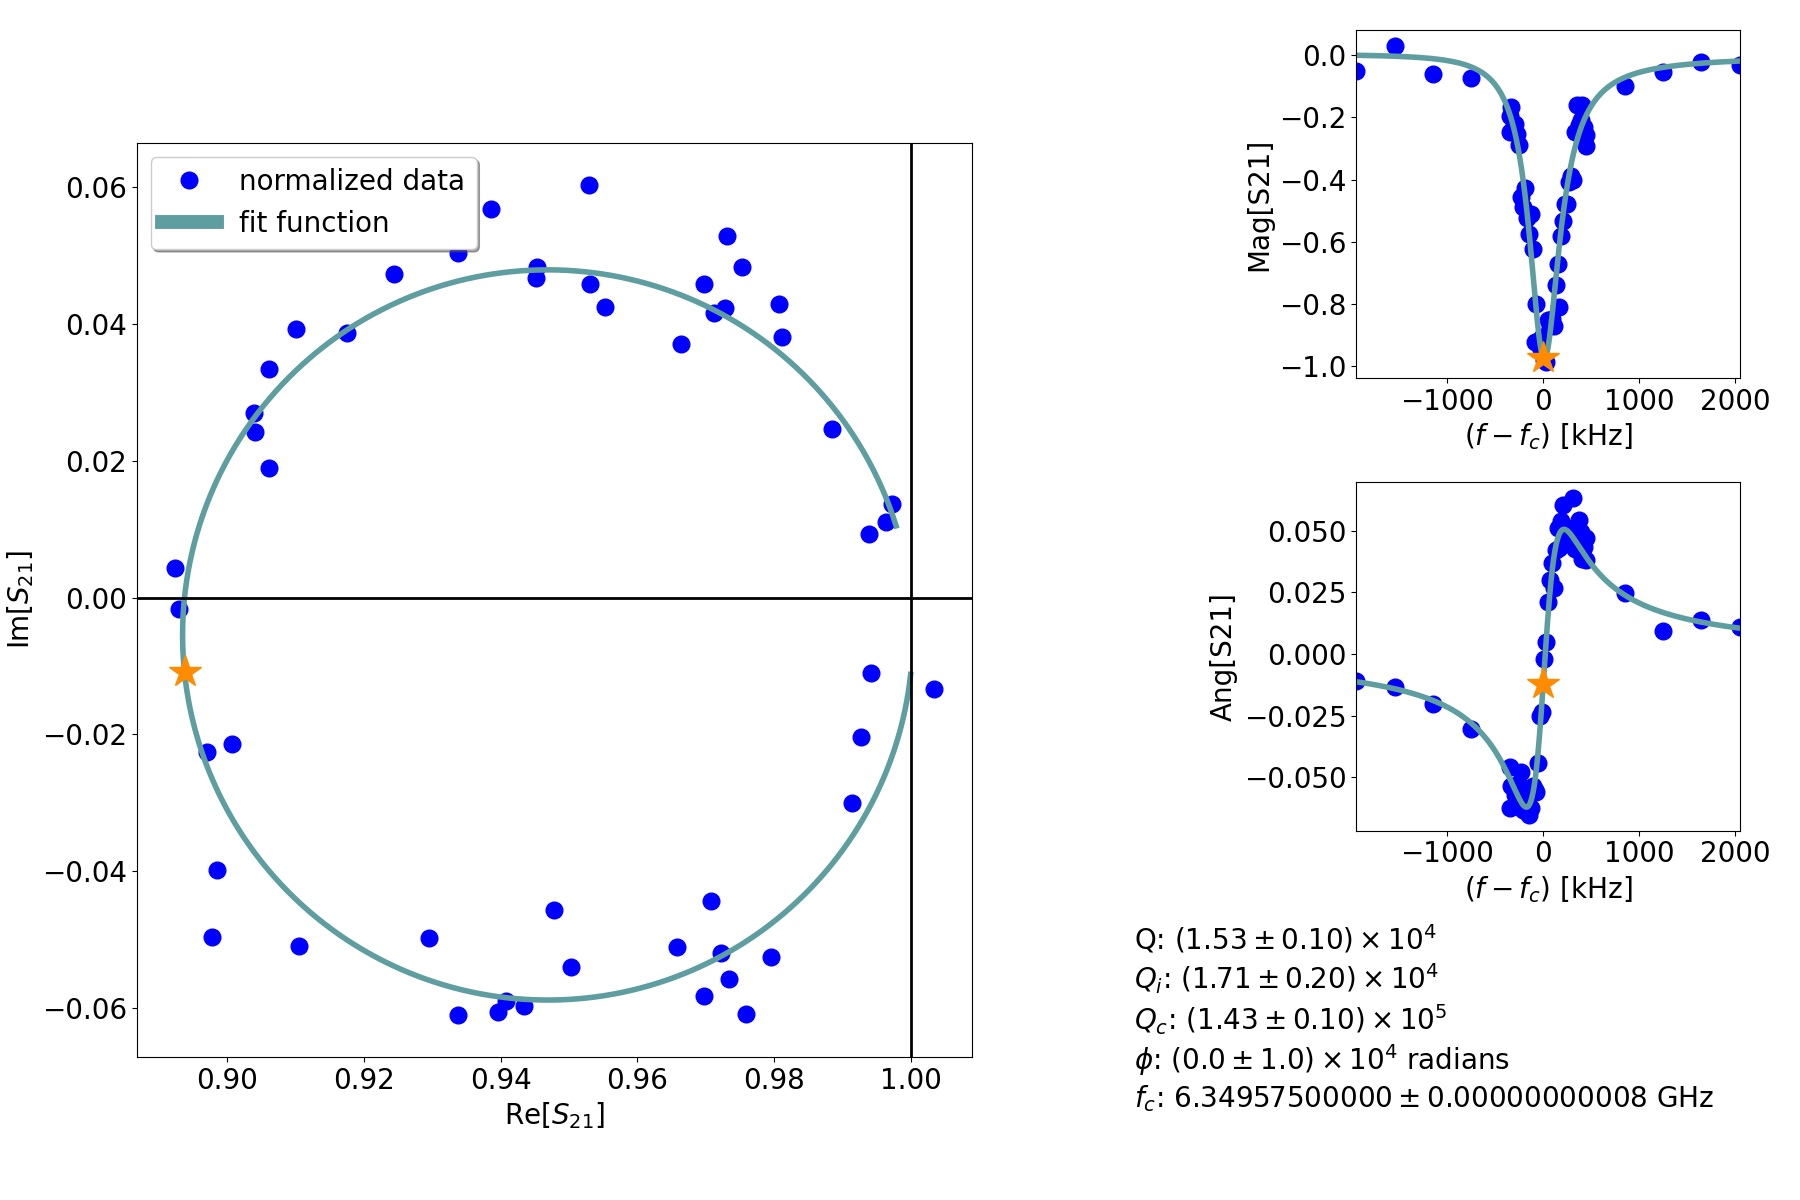 normalized data
fit function
0.06
0.04
0.02
0.00
−0.02
−0.04
−0.06
Im[S21]
0.90 0.92 0.94 0.96 0.98 1.00
Re[S21]
0.0
−0.2
−0.4
−0.6
−0.8
−1.0
Mag[S21]
−1000 0 1000 2000
(f − fc) [kHz]
0.050
0.025
0.000
−0.025
−0.050
Ang[S21]
−1000 0 1000 2000
(f − fc) [kHz]
Q: (1.53 ± 0.10) × 10^4
Qi: (1.71 ± 0.20) × 10^4
Qc: (1.43 ± 0.10) × 10^5
ϕ: (0.0 ± 1.0) × 10^4 radians
fc: 6.34957500000 ± 0.00000000008 GHz